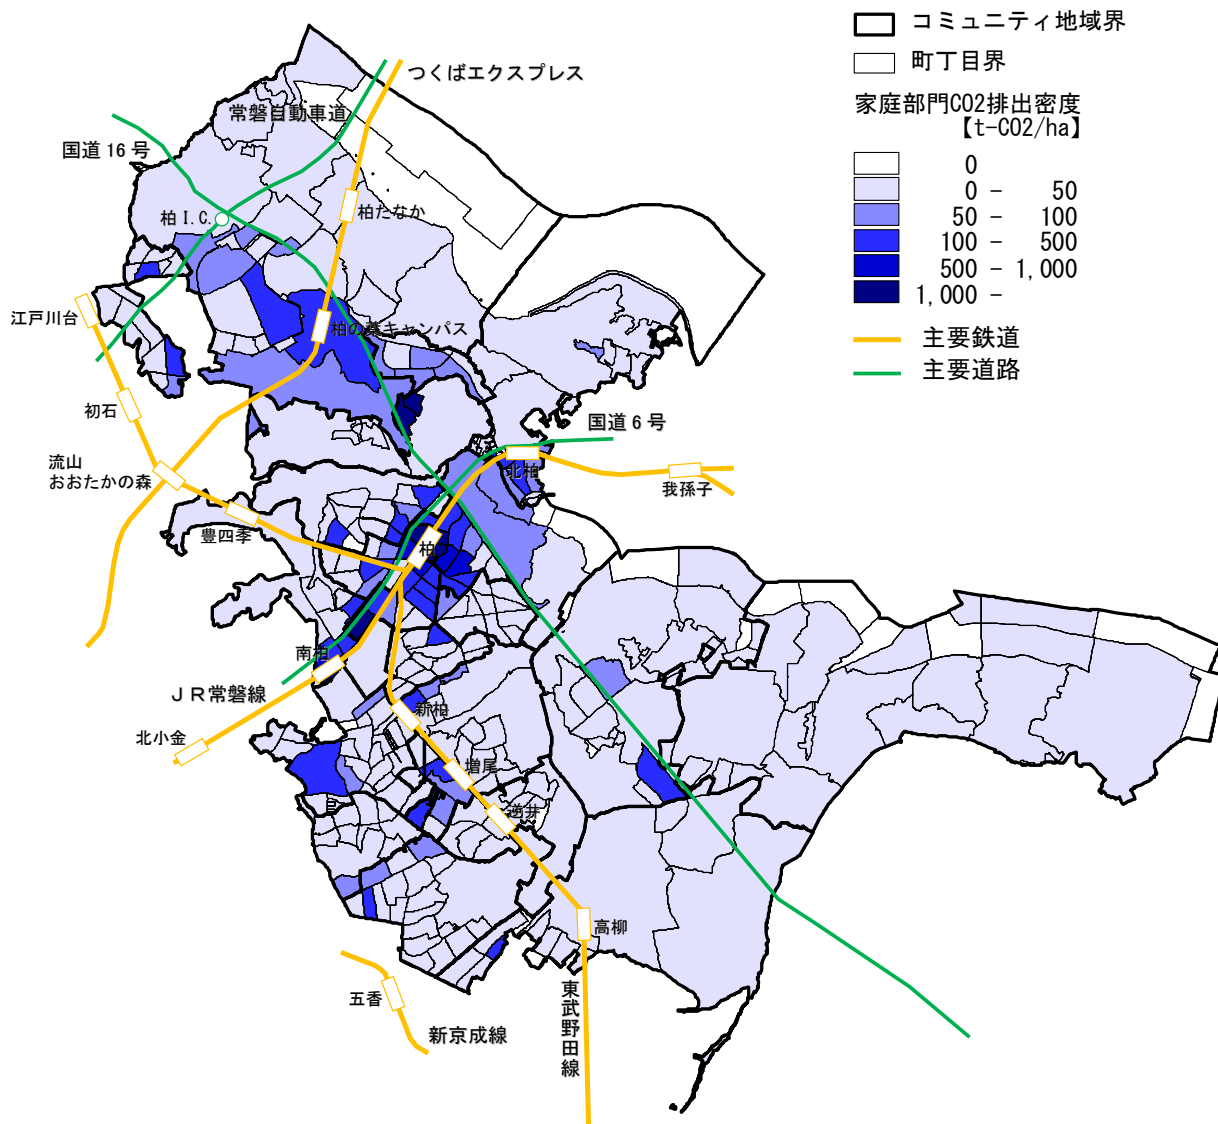 コミュニティ地域界
町丁目界
家庭部門CO2排出密度
【t-CO2/ha】
0
0 - 50
50 - 100
100 - 500
500 - 1,000
1,000 -
主要鉄道
主要道路
つくばエクスプレス
常磐自動車道
国道16号
柏I.C.
柏たなか
江戸川台
柏の葉キャンパス
初石
国道6号
流山
おおたかの森
北柏
我孫子
豊四季
柏
南柏
JR常磐線
新柏
北小金
増尾
逆井
高柳
五香
新京成線
東武野田線